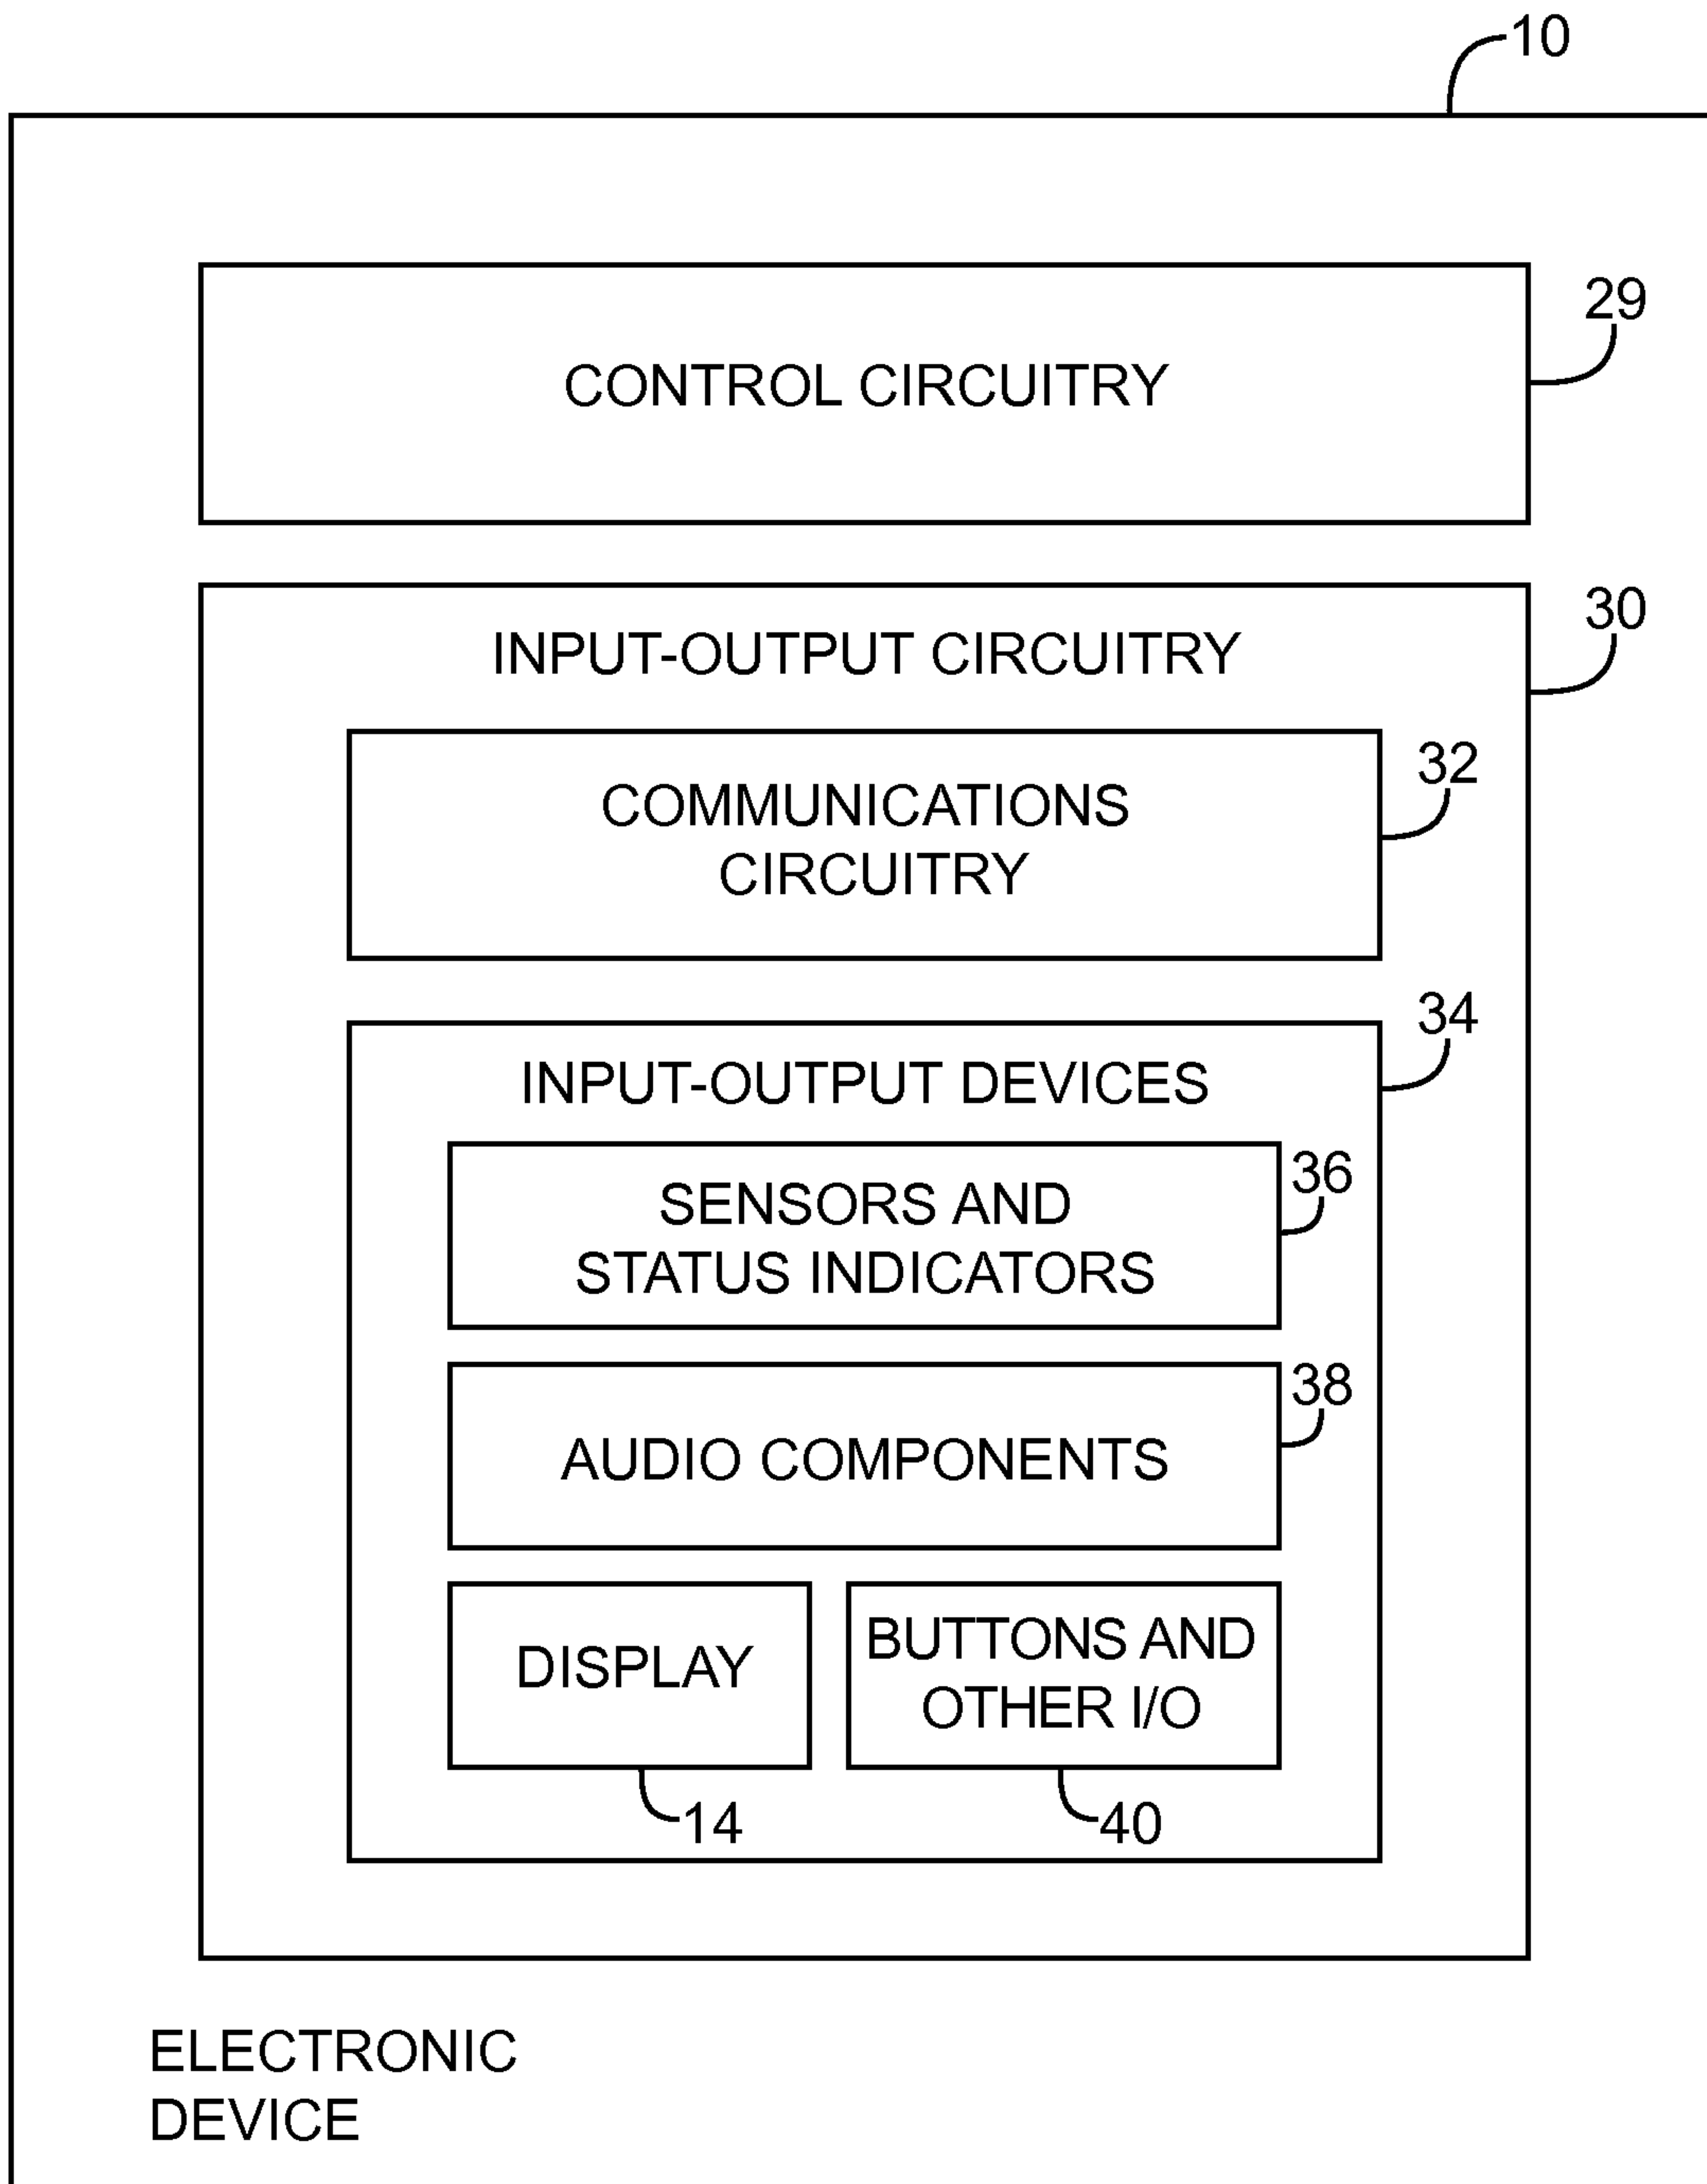 10
29
CONTROL CIRCUITRY
30
INPUT-OUTPUT CIRCUITRY
32
COMMUNICATIONS
CIRCUITRY
34
INPUT-OUTPUT DEVICES
36
SENSORS AND
STATUS INDICATORS
38
AUDIO COMPONENTS
DISPLAY
BUTTONS AND
OTHER I/O
14
40
ELECTRONIC
DEVICE